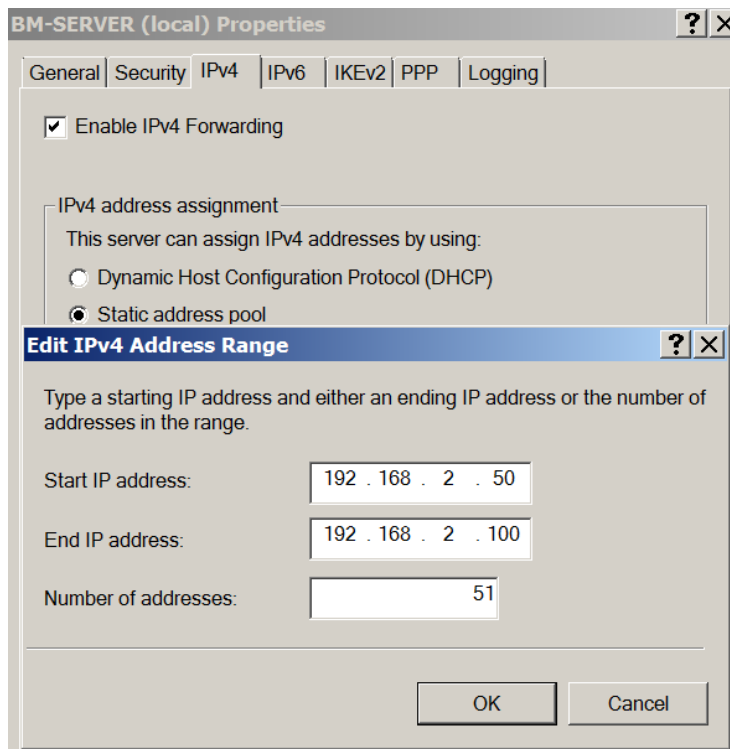 BM-SERVER (local) Properties
General Security IPv4 IPv6 IKEv2 PPP Logging
Enable IPv4 Forwarding
IPv4 address assignment
This server can assign IPv4 addresses by using:
Dynamic Host Configuration Protocol (DHCP)
Static address pool
Edit IPv4 Address Range
Type a starting IP address and either an ending IP address or the number of
addresses in the range.
Start IP address: 192 . 168 . 2 . 50
End IP address: 192 . 168 . 2 . 100
Number of addresses: 51
OK Cancel